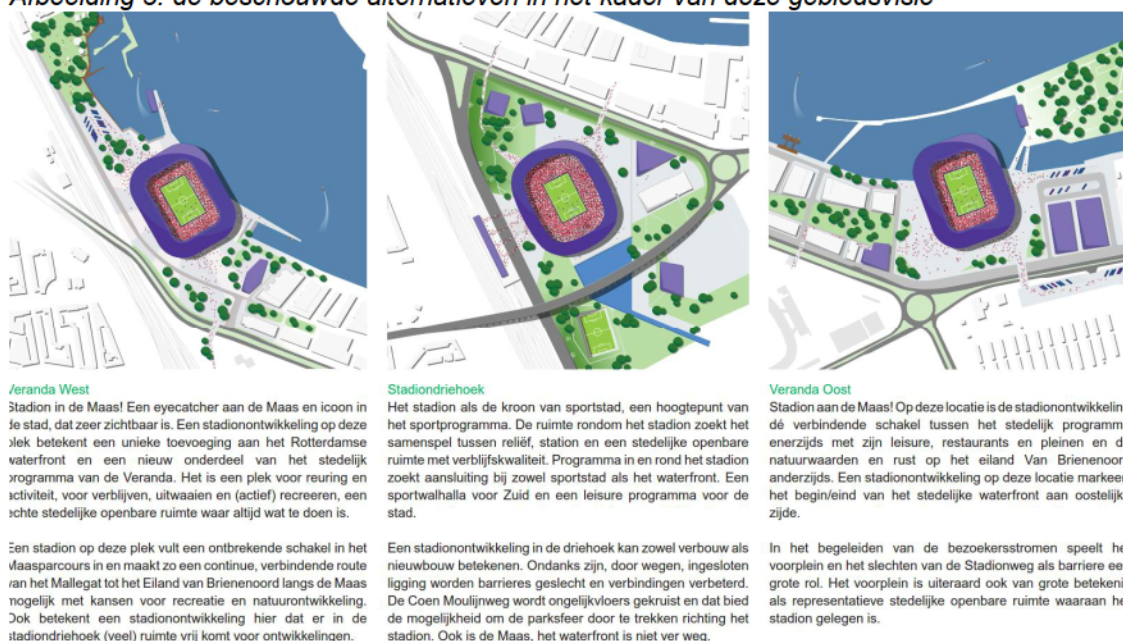 Afbeelding de beschouwde alternatieven in het kader van deze gebiedsvisie
Veranda West
Stadion in de Maas! Een eyecatcher aan de Maas en icoon in
de stad, dat zeer zichtbaar is. Een stadionontwikkeling op deze
plek betekent een unieke toevoeging aan het Rotterdamse
waterfront en een nieuw onderdeel van het stedelijk
programma van de Veranda. Het is een plek voor reuring en
activiteit, voor verblijven, uitwaaien en (actief) recreeren, een
echte stedelijke openbare ruimte waar altijd wat te doen is.
Een stadion op deze plek vult een ontbrekende schakel in het
Maasparcours in en maakt zo een continue, verbindende route
van het Mallegat tot het Eiland van Brienenoord langs de Maas
mogelijk met kansen voor recreatie en natuurontwikkeling.
Ook betekent een stadionontwikkeling hier dat er in de
stadiondriehoek (veel) ruimte vrij komt voor ontwikkelingen.
Stadiondriehoek
Het stadion als de kroon van sportstad, een hoogtepunt van
het sportprogramma. De ruimte rondom het stadion zoekt het
samenspel tussen reliëf, station en een stedelijke openbare
ruimte met verblijfskwaliteit. Programma in en rond het stadion
zoekt aansluiting bij zowel sportstad als het waterfront. Een
sportwalhalla voor Zuid en een leisure programma voor de
stad.
Een stadionontwikkeling in de driehoek kan zowel verbouw als
nieuwbouw betekenen. Ondanks zijn, door wegen, ingesloten
ligging worden barrieres geslecht en verbindingen verbeterd.
De Coen Moulijnweg wordt ongelijkvloers gekruist en dat bied
de mogelijkheid om de parksfeer door te trekken richting het
stadion. Ook is de Maas, het waterfront is niet ver weg.
Veranda Oost
Stadion aan de Maas! Op deze locatie is de stadionontwikkelin
dé verbindende schakel tussen het stedelijk programm
enerzijds met zijn leisure, restaurants en pleinen en d
natuurwaarden en rust op het eiland Van Brienenoor
anderzijds. Een stadionontwikkeling op deze locatie markee
het begin/eind van het stedelijke waterfront aan oostelijk
zijde.
In het begeleiden van de bezoekersstromen speelt he
voorplein en het slechten van de Stadionweg als barriere ee
grote rol. Het voorplein is uiteraard ook van grote betekeni
als representatieve stedelijke openbare ruimte waaraan he
stadion gelegen is.